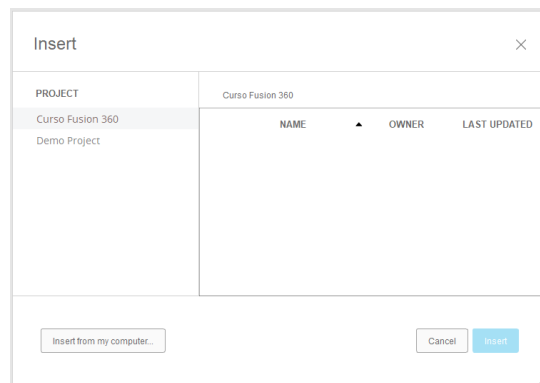 Insert
PROJECT
Curso Fusion 360
Demo Project
Curso Fusion 360
NAME OWNER LAST UPDATED
Insert from my computer... Cancel Insert